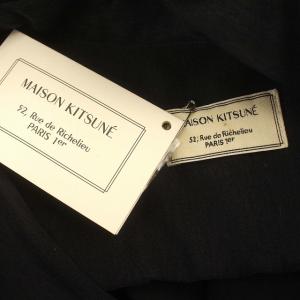 MAISON KITSUNÉ
52, Rue de Richelieu
PARIS 1er
MAISON KITSUNÉ
52, Rue de Richelieu
PARIS 1er